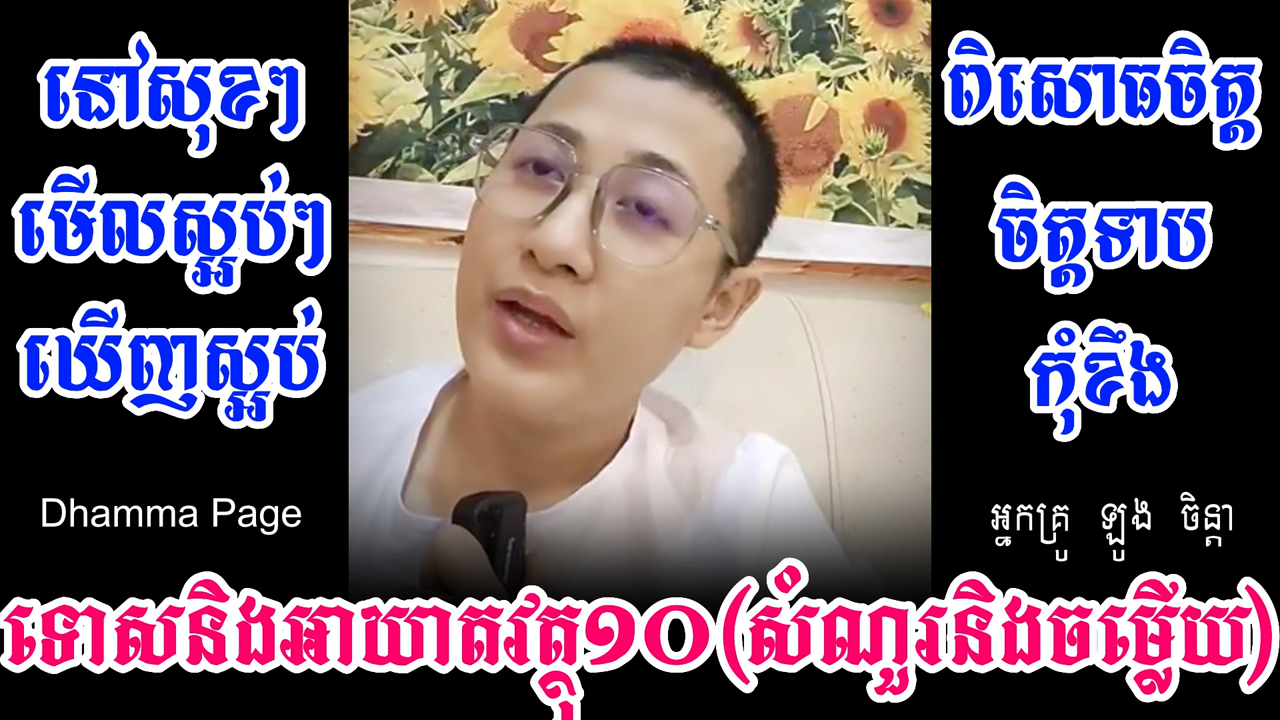 នៅសុខៗ
មើលស្អប់ៗ
ឃើញស្អប់
Dhamma Page
ពិសោធចិត្ត
ចិត្តទាប
កុំខឹង
អ្នកគ្រូ ឡូង ចិន្តា
ទោសនិងអាឃាតវត្ថុ១០(សំណួរនិងចម្លើយ)